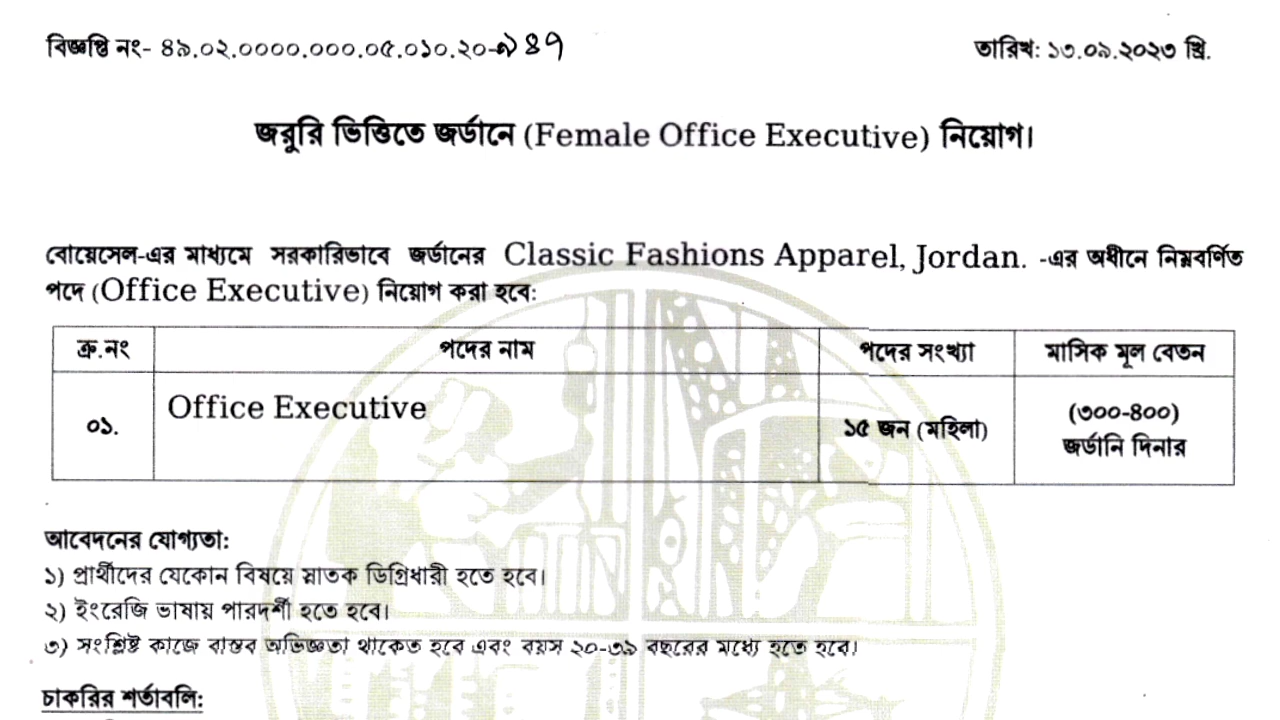 বিজ্ঞপ্তি নং- ৪৯.০২.০০০০.০০০.০৫.০১০.২০-৯৪৭
তারিখ: ১৩.০৯.২০২৩ খ্রি.
জরুরি ভিত্তিতে জর্ডানে (Female Office Executive) নিয়োগ।
বোয়েসেল-এর মাধ্যমে সরকারিভাবে জর্ডানের Classic Fashions Apparel, Jordan. -এর অধীনে নিম্নবর্ণিত
পদে (Office Executive) নিয়োগ করা হবে:
ক্র.নং পদের নাম পদের সংখ্যা মাসিক মূল বেতন
০১. Office Executive ১৫ জন (মহিলা) (৩০০-৪০০)
জর্ডানি দিনার
আবেদনের যোগ্যতা:
১) প্রার্থীদের যেকোন বিষয়ে স্নাতক ডিগ্রিধারী হতে হবে।
২) ইংরেজি ভাষায় পারদর্শী হতে হবে।
৩) সংশ্লিষ্ট কাজে বাস্তব অভিজ্ঞতা থাকেত হবে এবং বয়স ২০-৩৯ বছরের মধ্যে হতে হবে।
চাকরির শর্তাবলি: